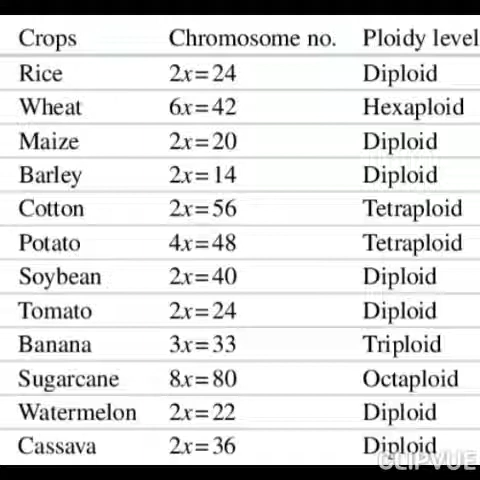 Crops Chromosome no. Ploidy level
Rice 2x=24 Diploid
Wheat 6x=42 Hexaploid
Maize 2x=20 Diploid
Barley 2x=14 Diploid
Cotton 2x=56 Tetraploid
Potato 4x=48 Tetraploid
Soybean 2x=40 Diploid
Tomato 2x=24 Diploid
Banana 3x=33 Triploid
Sugarcane 8x=80 Octaploid
Watermelon 2x=22 Diploid
Cassava 2x=36 Diploid
CLIPVUE